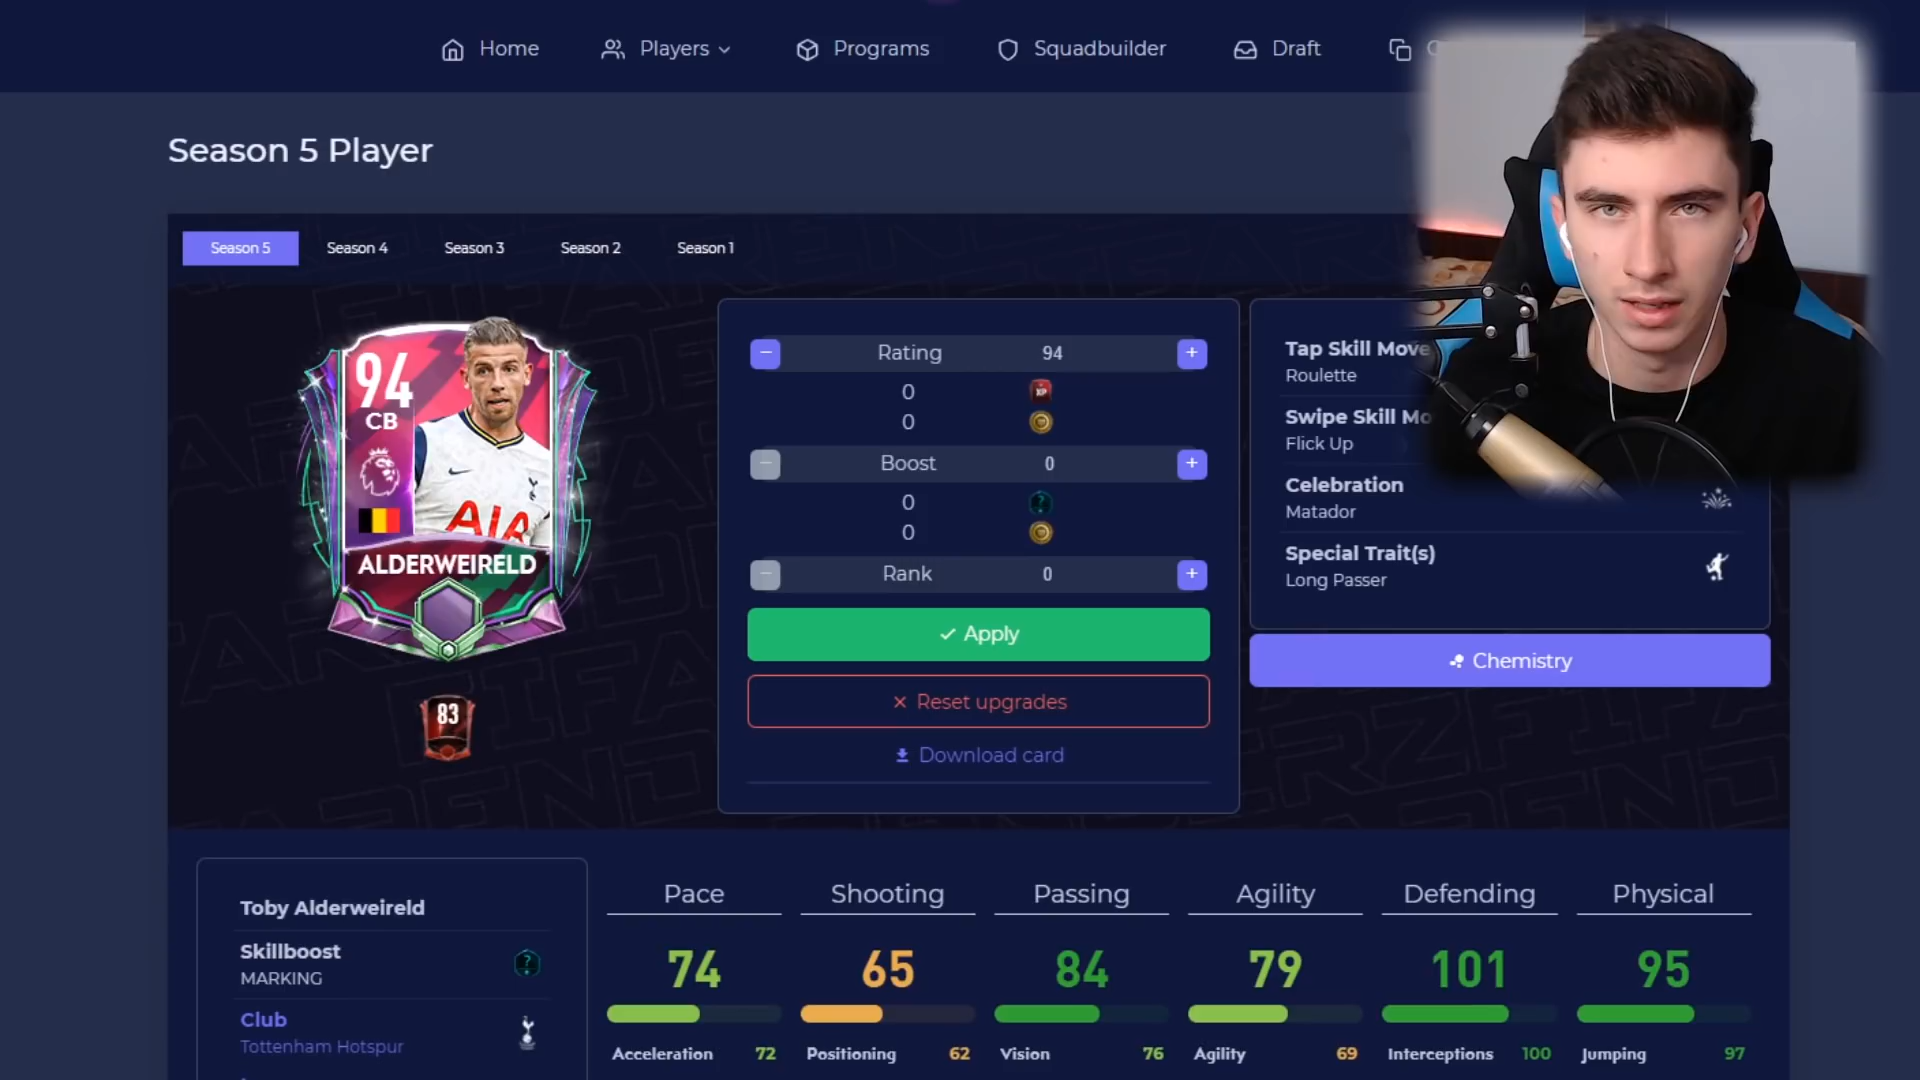 Home
Players
Programs
Squadbuilder
Draft
Season 5 Player
Season 5
Season 4
Season 3
Season 2
Season 1
94
CB
AIA
ALDERWEIRELD
83
Rating 94
0 XP
0
Boost 0
0 ?
0
Rank 0
Apply
Reset upgrades
Download card
Tap Skill Move
Roulette
Swipe Skill Mo
Flick Up
Celebration
Matador
Special Trait(s)
Long Passer
Chemistry
Toby Alderweireld
Skillboost
MARKING
?
Club
Tottenham Hotspur
Pace
74
Acceleration 72
Shooting
65
Positioning 62
Passing
84
Vision 76
Agility
79
Agility 69
Defending
101
Interceptions 100
Physical
95
Jumping 97